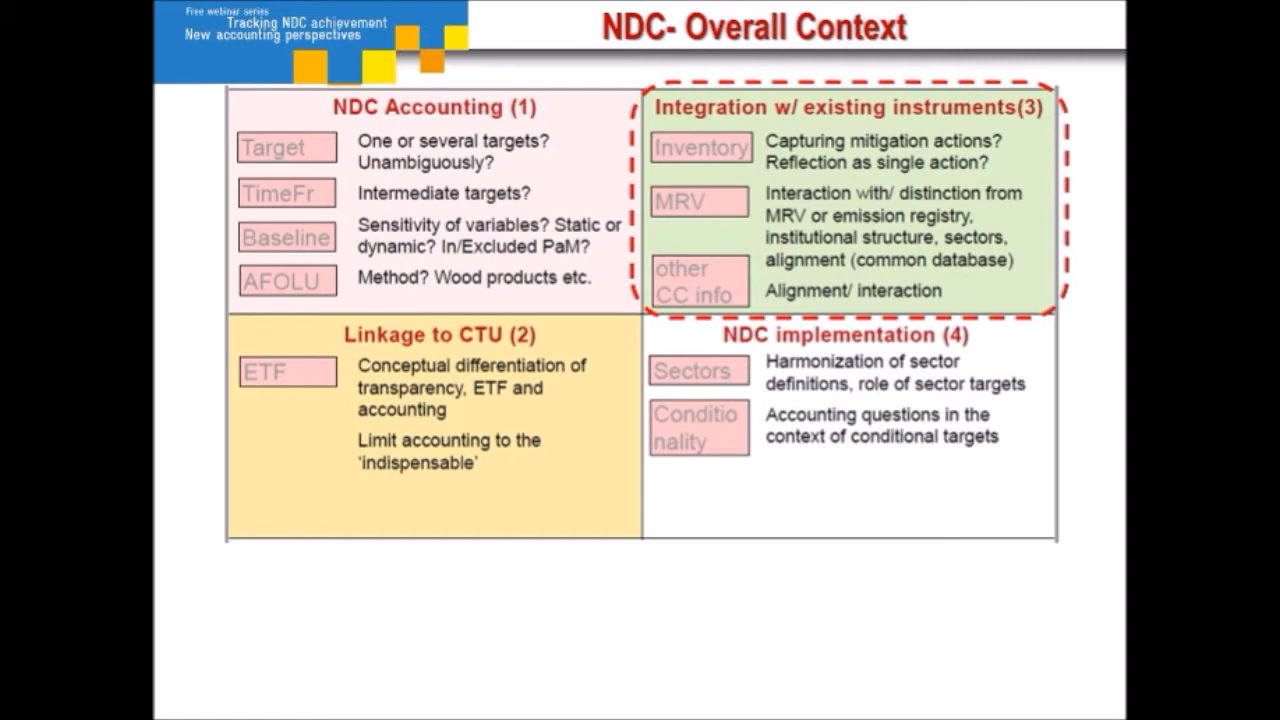 Free webinar series
Tracking NDC achievement
New accounting perspectives
NDC- Overall Context
NDC Accounting (1)
Target
One or several targets?
Unambiguously?
TimeFr
Intermediate targets?
Baseline
Sensitivity of variables? Static or
dynamic? In/Excluded PaM?
AFOLU
Method? Wood products etc.
Integration w/ existing instruments(3)
Inventory
Capturing mitigation actions?
Reflection as single action?
MRV
Interaction with/ distinction from
MRV or emission registry,
institutional structure, sectors,
alignment (common database)
other
CC info
Alignment/ interaction
Linkage to CTU (2)
ETF
Conceptual differentiation of
transparency, ETF and
accounting
Limit accounting to the
‘indispensable’
NDC implementation (4)
Sectors
Harmonization of sector
definitions, role of sector targets
Conditio
nality
Accounting questions in the
context of conditional targets